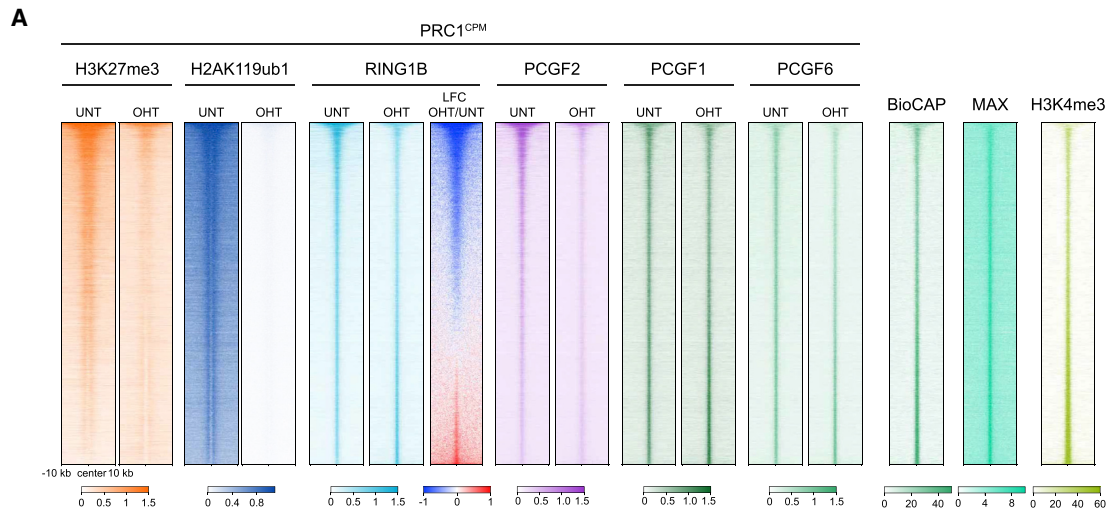 A
PRC1CPM
H3K27me3 H2AK119ub1 RING1B PCGF2 PCGF1 PCGF6
BioCAP MAX H3K4me3
LFC
UNT OHT UNT OHT UNT OHT OHT/UNT UNT OHT UNT OHT UNT OHT
-10 kb center 10 kb
0 0.5 1 1.5 0 0.4 0.8 0 0.5 1 1.5 -1 0 1 0 0.5 1.0 1.5 0 0.5 1 1.5 0 0.5 1 1.5 0 20 40 0 4 8 0 20 40 60